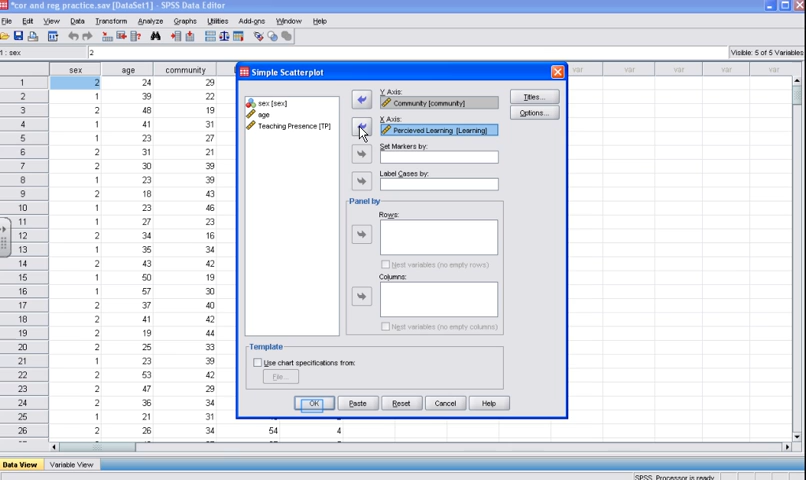 *cor and reg practice.sav [DataSet1] - SPSS Data Editor
File Edit View Data Transform Analyze Graphs Utilities Add-ons Window Help
1 : sex 2 Visible: 5 of 5 Variables
sex age community var var var
1 2 24 29
2 1 39 22
3 2 48 19
4 1 41 31
5 1 23 27
6 2 31 21
7 2 30 39
8 1 23 39
9 2 18 43
10 1 23 46
11 1 27 23
12 2 34 16
13 1 35 34
14 2 43 42
15 1 50 19
16 1 57 30
17 2 37 40
18 2 41 42
19 2 19 44
20 2 25 33
21 1 23 39
22 2 53 42
23 2 47 29
24 2 36 34
25 1 21 31
26 2 26 34 54 4
Simple Scatterplot
sex [sex]
age
Teaching Presence [TP]
Y Axis:
Community [community]
X Axis:
Percieved Learning [Learning]
Set Markers by:
Label Cases by:
Panel by
Rows:
Nest variables (no empty rows)
Columns:
Nest variables (no empty columns)
Titles...
Options...
Template
Use chart specifications from:
File...
OK Paste Reset Cancel Help
Data View Variable View
SPSS Processor is ready